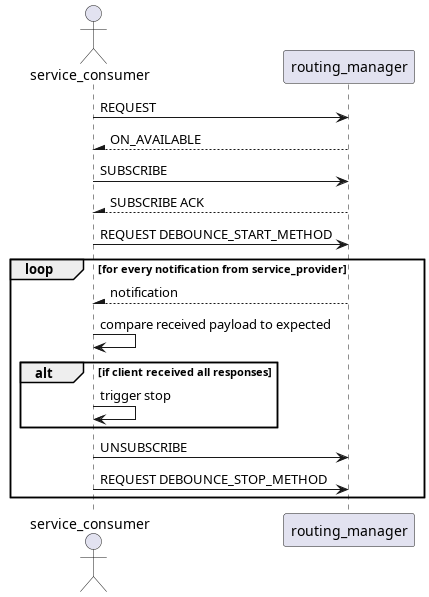 service_consumer
routing_manager
REQUEST
ON_AVAILABLE
SUBSCRIBE
SUBSCRIBE ACK
REQUEST DEBOUNCE_START_METHOD
loop [for every notification from service_provider]
notification
compare received payload to expected
alt [if client received all responses]
trigger stop
UNSUBSCRIBE
REQUEST DEBOUNCE_STOP_METHOD
service_consumer
routing_manager